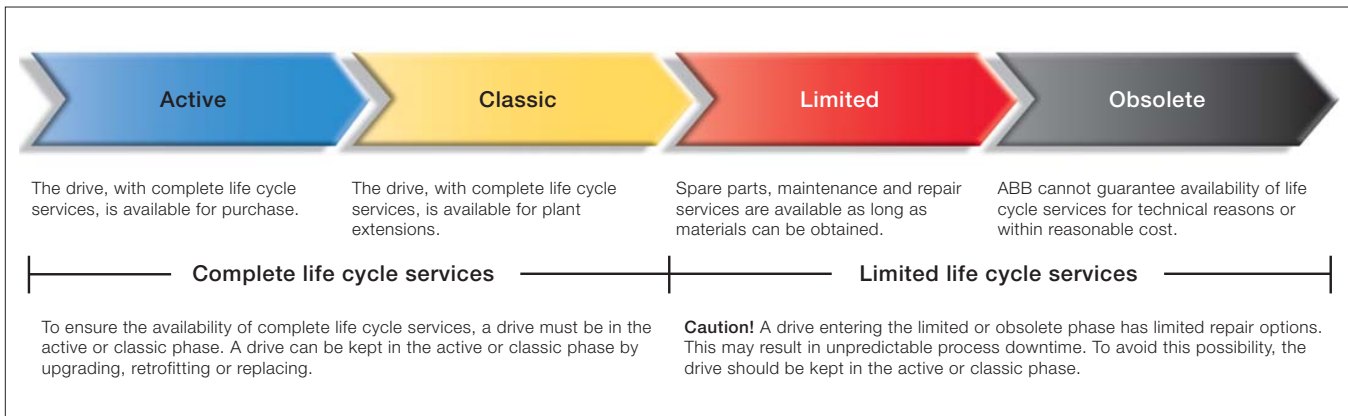 Active
Classic
Limited
Obsolete
The drive, with complete life cycle
services, is available for purchase.
The drive, with complete life cycle
services, is available for plant
extensions.
Spare parts, maintenance and repair
services are available as long as
materials can be obtained.
ABB cannot guarantee availability of life
cycle services for technical reasons or
within reasonable cost.
Complete life cycle services
Limited life cycle services
To ensure the availability of complete life cycle services, a drive must be in the
active or classic phase. A drive can be kept in the active or classic phase by
upgrading, retrofitting or replacing.
Caution! A drive entering the limited or obsolete phase has limited repair options.
This may result in unpredictable process downtime. To avoid this possibility, the
drive should be kept in the active or classic phase.